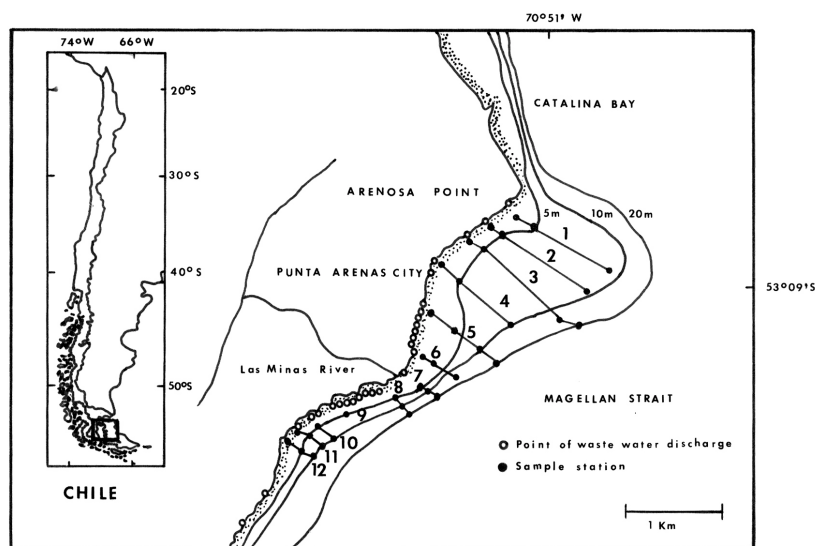 70°51' W
74°W 66°W
20°S
30°S
40°S
50°S
CHILE
CATALINA BAY
ARENOSA POINT
5m 10m 20m
1
2
3
PUNTA ARENAS CITY
53°09'S
4
5
6
Las Minas River
7
8
MAGELLAN STRAIT
9
10
11
12
Point of waste water discharge
Sample station
1 Km